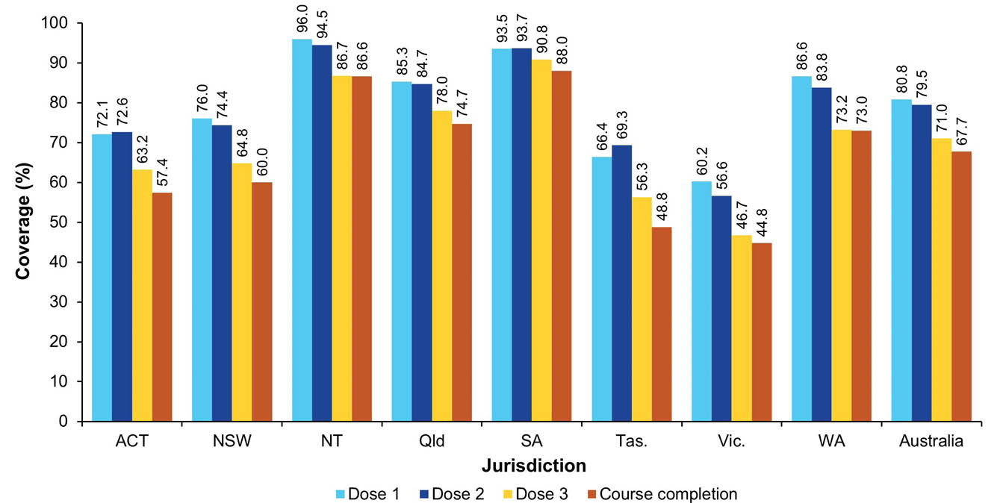 Coverage (%)
100
90
80
70
60
50
40
30
20
10
0
72.1 72.6 63.2 57.4
76.0 74.4 64.8 60.0
96.0 94.5 86.7 86.6
85.3 84.7 78.0 74.7
93.5 93.7 90.8 88.0
66.4 69.3 56.3 48.8
60.2 56.6 46.7 44.8
86.6 83.8 73.2 73.0
80.8 79.5 71.0 67.7
ACT NSW NT Qld SA Tas. Vic. WA Australia
Jurisdiction
Dose 1 Dose 2 Dose 3 Course completion